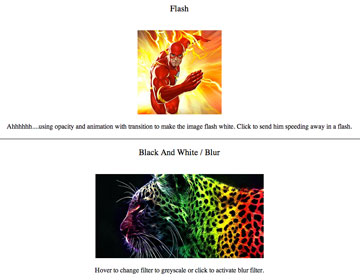 Flash
Ahhhhhh....using opacity and animation with transition to make the image flash white. Click to send him speeding away in a flash.
Black And White / Blur
Hover to change filter to greyscale or click to activate blur filter.